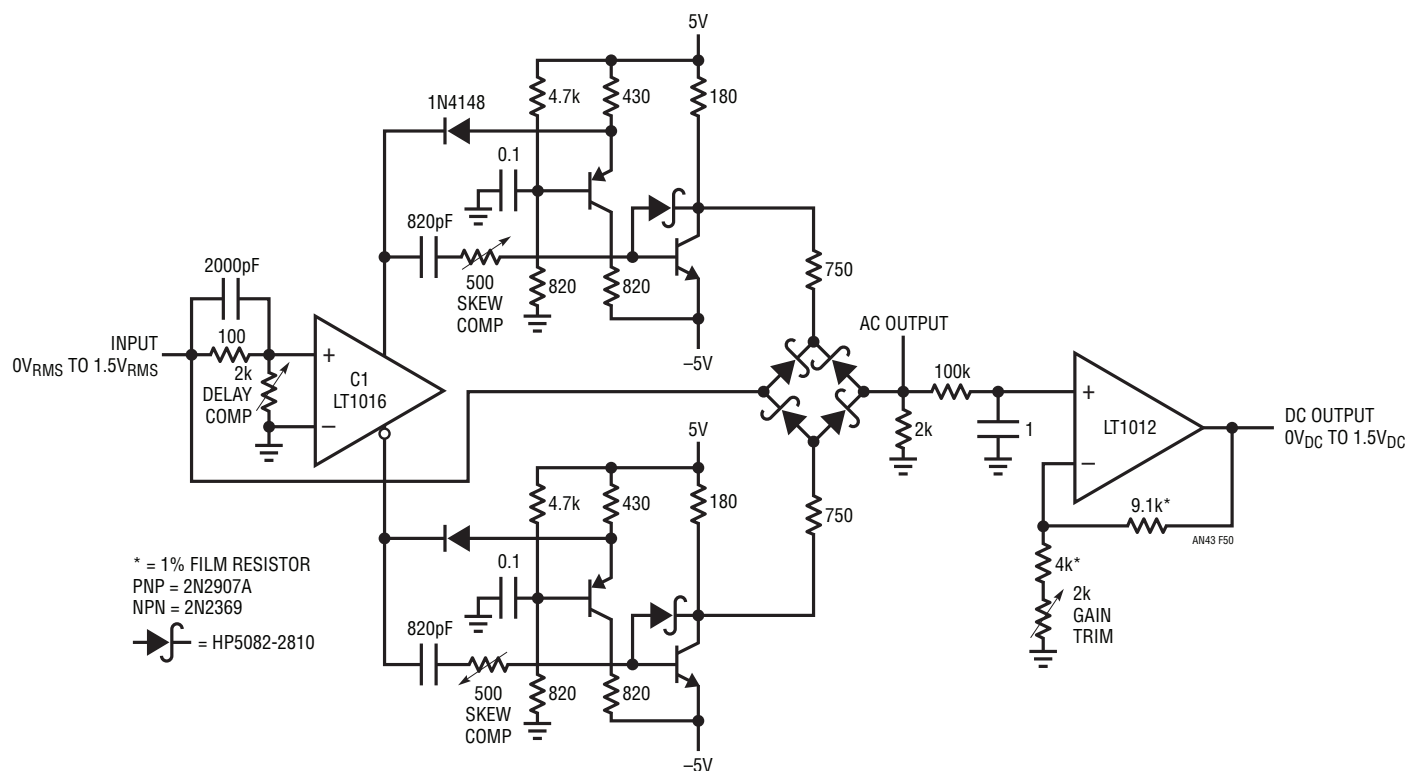 5V
4.7k
430
180
1N4148
0.1
820pF
500
SKEW
COMP
820
820
750
–5V
2000pF
100
INPUT
0VRMS TO 1.5VRMS
2k
DELAY
COMP
+
C1
LT1016
–
AC OUTPUT
100k
2k
1
+
LT1012
–
DC OUTPUT
0VDC TO 1.5VDC
9.1k*
AN43 F50
4k*
2k
GAIN
TRIM
5V
4.7k
430
180
0.1
820pF
500
SKEW
COMP
820
820
750
–5V
* = 1% FILM RESISTOR
PNP = 2N2907A
NPN = 2N2369
= HP5082-2810